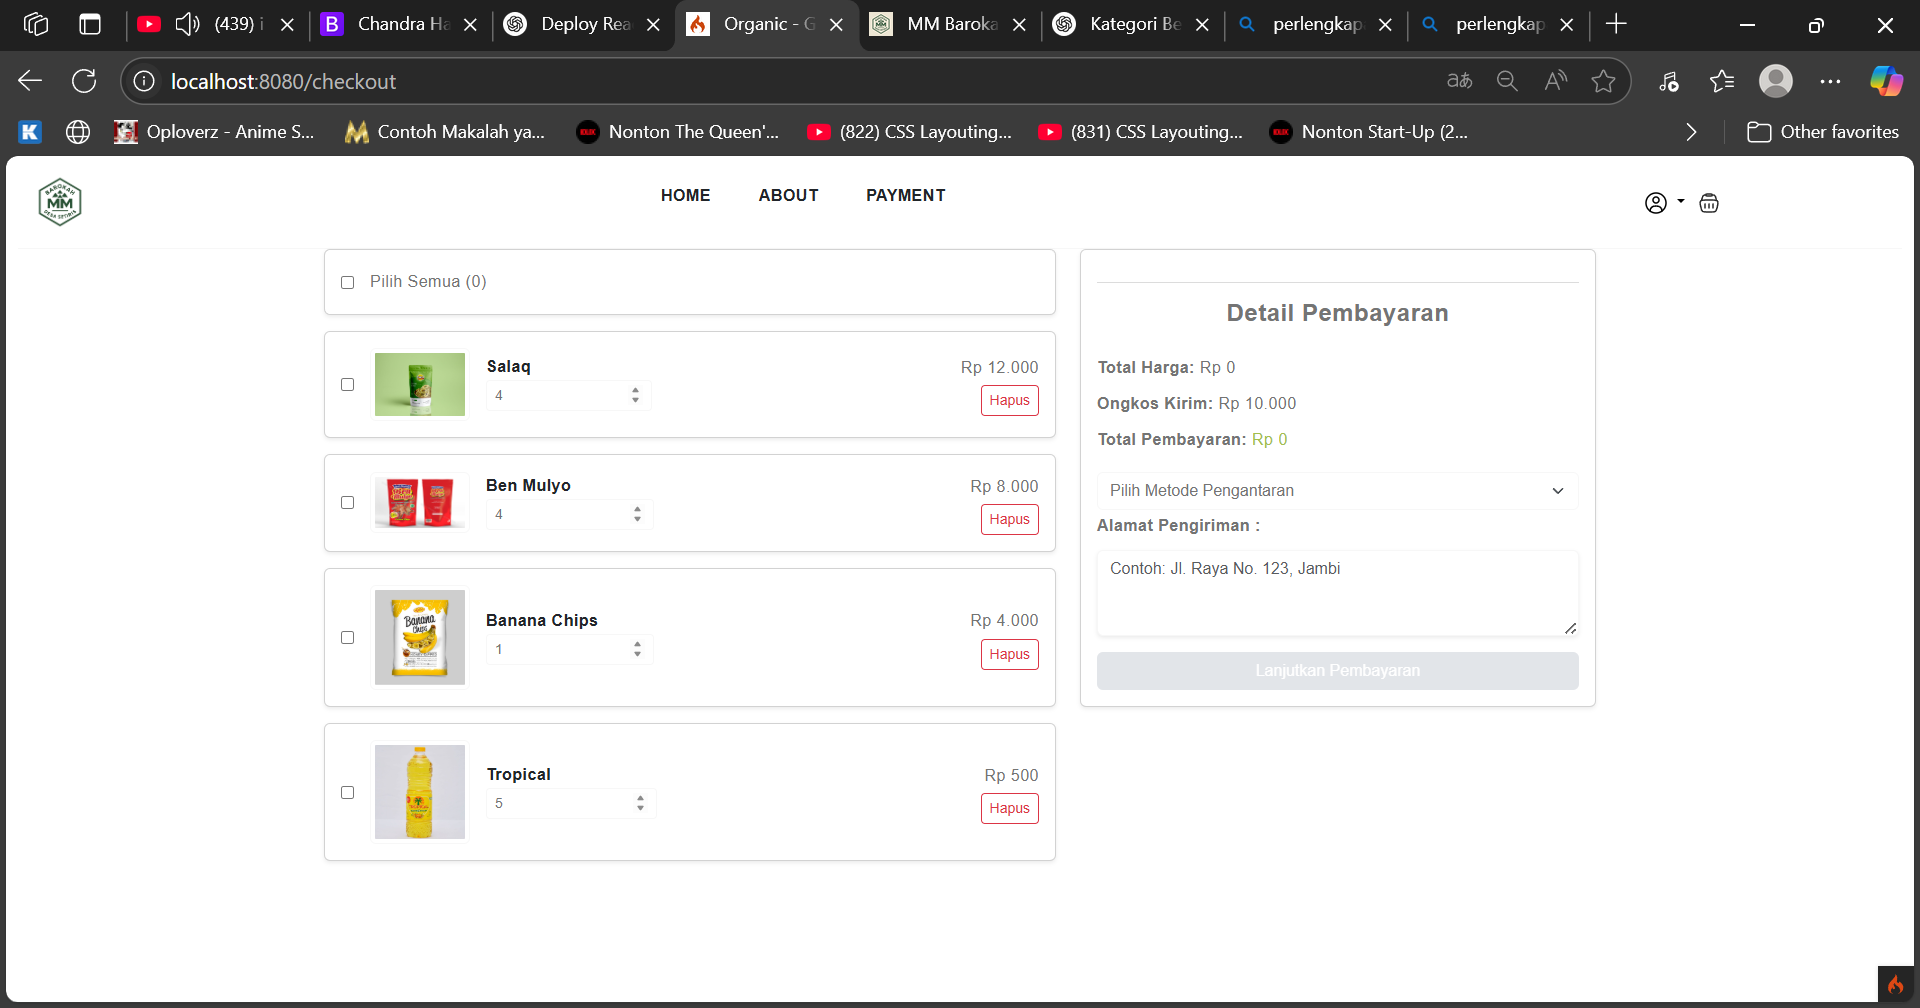 (439) i
Chandra Ha
Deploy Rea
Organic - G
MM Baroka
Kategori Be
perlengkap
perlengkap
localhost:8080/checkout
Oploverz - Anime S...
Contoh Makalah ya...
Nonton The Queen'...
(822) CSS Layouting...
(831) CSS Layouting...
Nonton Start-Up (2...
Other favorites
BAROKAH
MM
DESA SETIRIS
HOME
ABOUT
PAYMENT
Pilih Semua (0)
Salaq
4
Rp 12.000
Hapus
Ben Mulyo
4
Rp 8.000
Hapus
Banana
Chips
Banana Chips
1
Rp 4.000
Hapus
Tropical
5
Rp 500
Hapus
Detail Pembayaran
Total Harga: Rp 0
Ongkos Kirim: Rp 10.000
Total Pembayaran: Rp 0
Pilih Metode Pengantaran
Alamat Pengiriman :
Contoh: Jl. Raya No. 123, Jambi
Lanjutkan Pembayaran